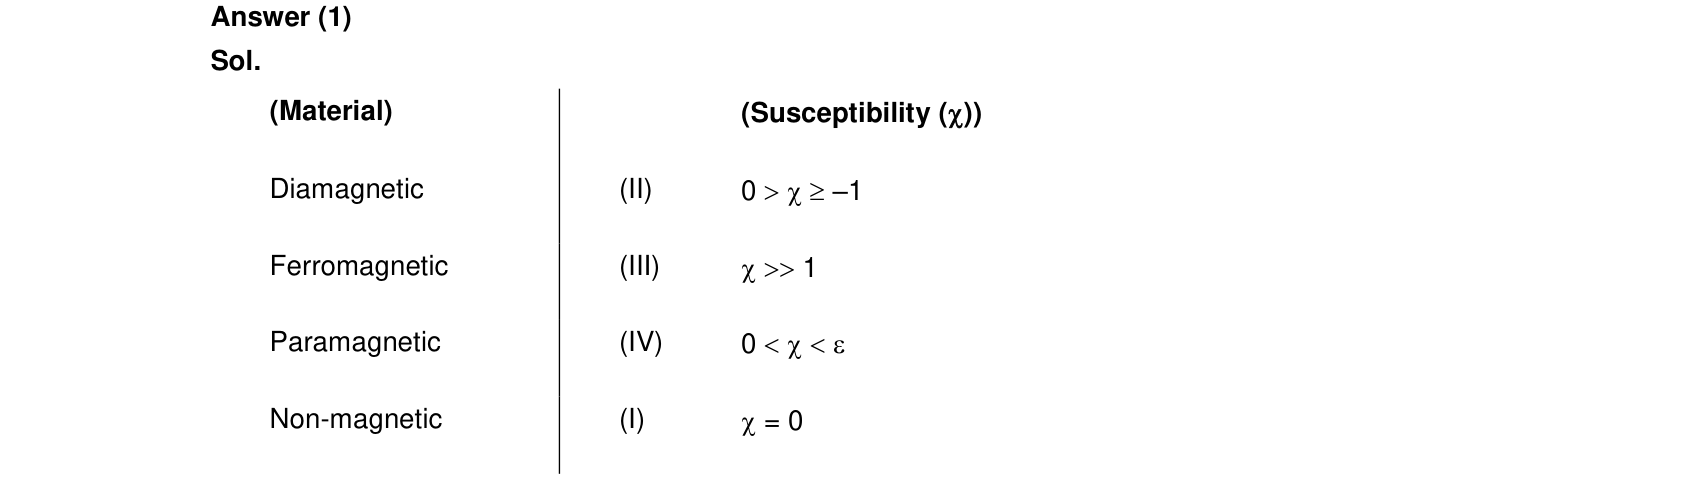 Answer (1)
Sol.
(Material) (Susceptibility (χ))
Diamagnetic (II) 0 > χ ≥ –1
Ferromagnetic (III) χ >> 1
Paramagnetic (IV) 0 < χ < ε
Non-magnetic (I) χ = 0